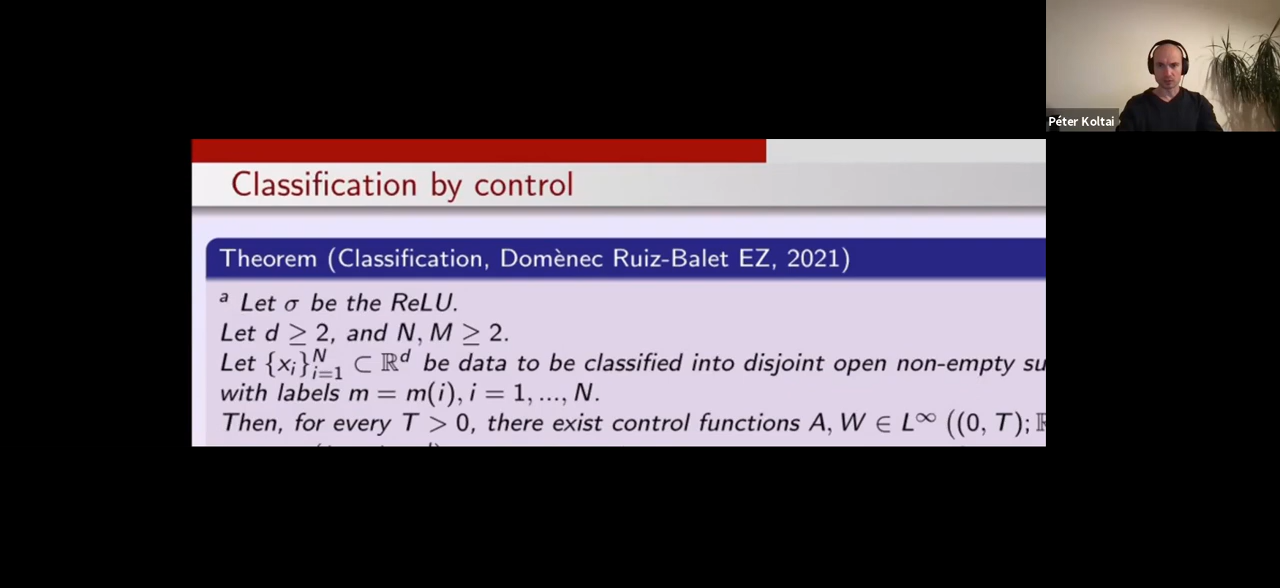 Péter Koltai
Classification by control
Theorem (Classification, Domènec Ruiz-Balet EZ, 2021)
ᵃ Let σ be the ReLU.
Let d ≥ 2, and N, M ≥ 2.
Let {xᵢ}ᵢ₌₁ᴺ ⊂ ℝᵈ be data to be classified into disjoint open non-empty
with labels m = m(i), i = 1, ..., N.
Then, for every T > 0, there exist control functions A, W ∈ L^∞ ((0, T);